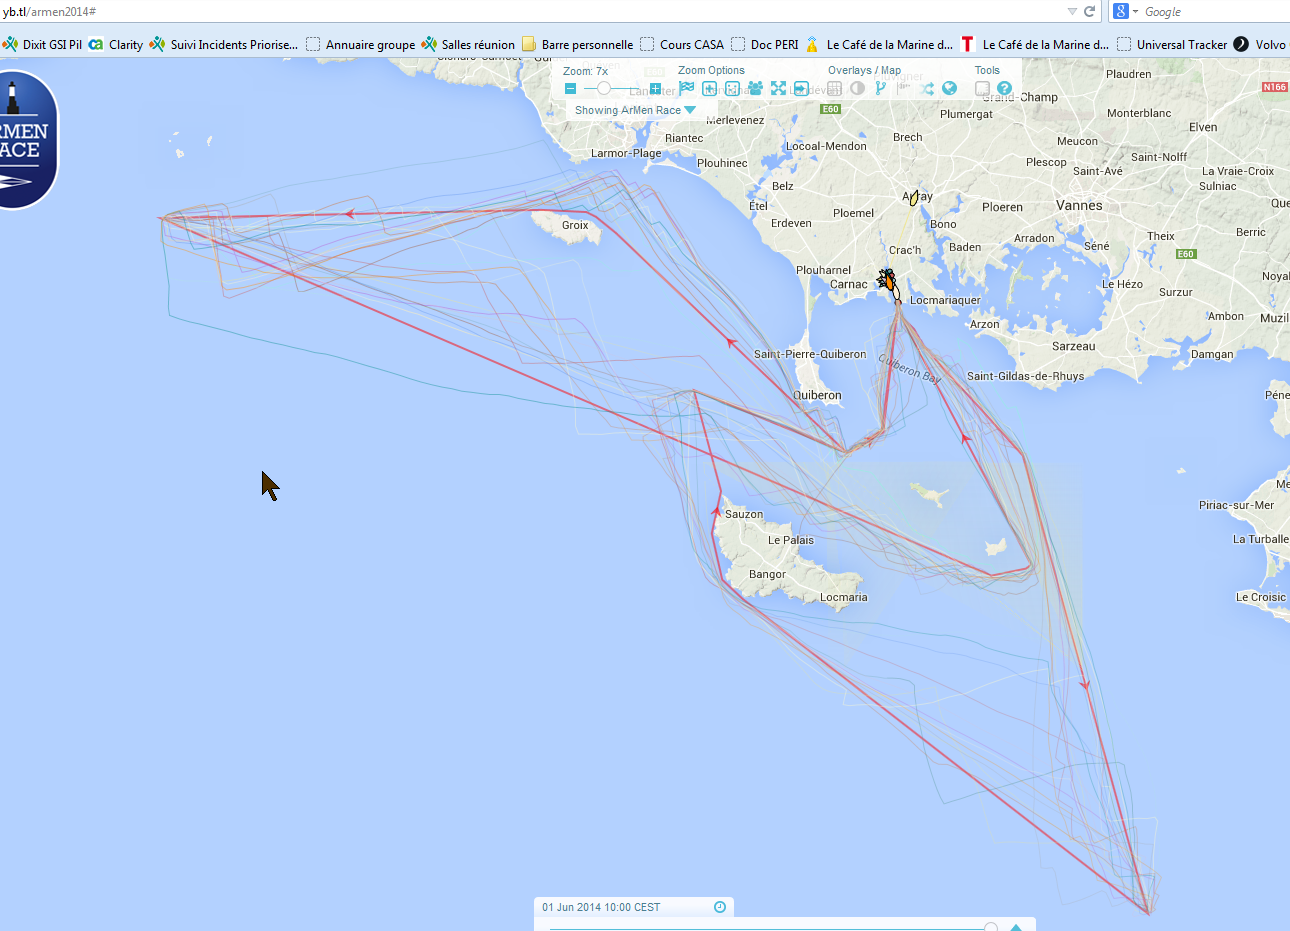 yb.tl/armen2014#
Google
Dixit GSI Pil
Clarity
Suivi Incidents Priorise...
Annuaire groupe
Salles réunion
Barre personnelle
Cours CASA
Doc PERI
Le Café de la Marine d...
Le Café de la Marine d...
Universal Tracker
Volvo
RMEN
ACE
Zoom: 7x
Zoom Options
Overlays / Map
Tools
Showing ArMen Race
E60
N166
Plaudren
Grand-Champ
Plumergat
Monterblanc
Merlevenez
Elven
Riantec
Brech
Meucon
Locoal-Mendon
Larmor-Plage
Plouhinec
Plescop
Saint-Nolff
Saint-Avé
La Vraie-Croix
Sulniac
Belz
Étel
Auray
Ploeren
Vannes
Que
Ploemel
Erdeven
Bono
Groix
Arradon
Séné
Theix
Berric
E60
Crac'h
Baden
Plouharnel
Carnac
Le Hézo
Surzur
Noyal
Locmariaquer
Ambon
Muzil
Arzon
Sarzeau
Damgan
Saint-Pierre-Quiberon
Quiberon Bay
Saint-Gildas-de-Rhuys
Quiberon
Péne
Me
Piriac-sur-Mer
Sauzon
Le Palais
La Turballe
Bangor
Locmaria
Le Croisic
01 Jun 2014 10:00 CEST